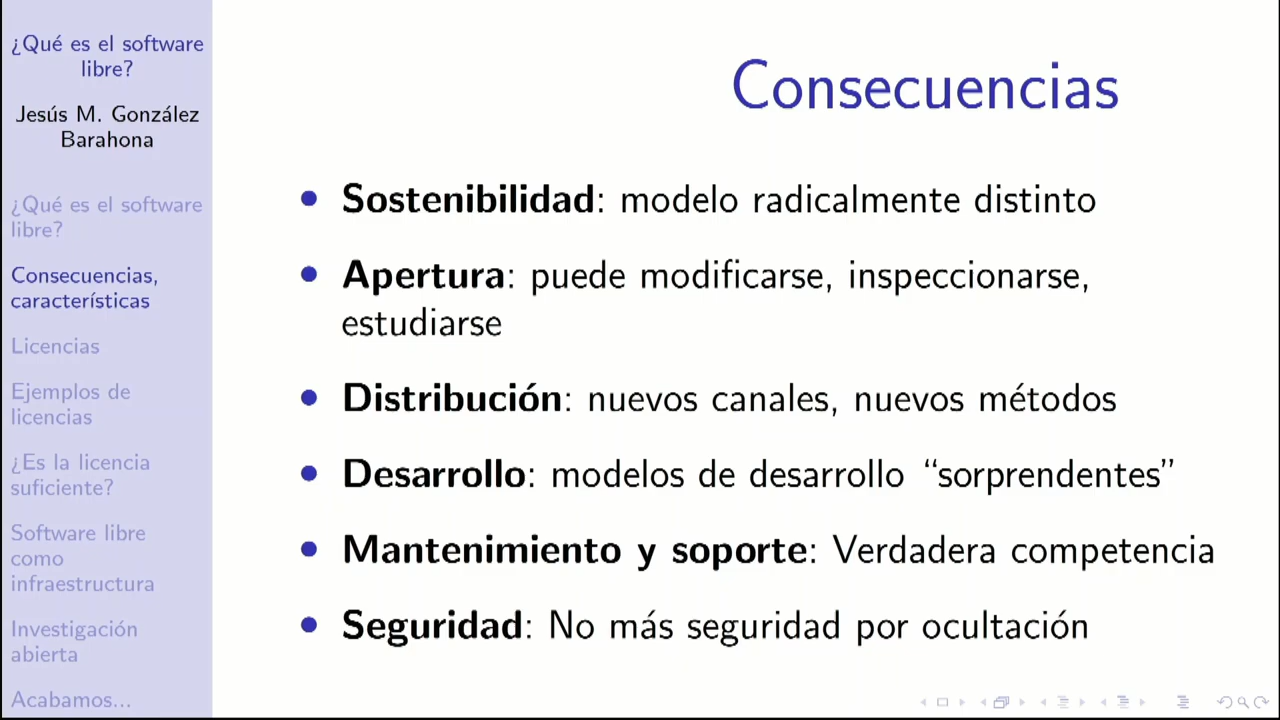 ¿Qué es el software
libre?
Jesús M. González
Barahona
¿Qué es el software
libre?
Consecuencias,
características
Licencias
Ejemplos de
licencias
¿Es la licencia
suficiente?
Software libre
como
infraestructura
Investigación
abierta
Acabamos...
Consecuencias
Sostenibilidad: modelo radicalmente distinto
Apertura: puede modificarse, inspeccionarse,
estudiarse
Distribución: nuevos canales, nuevos métodos
Desarrollo: modelos de desarrollo “sorprendentes”
Mantenimiento y soporte: Verdadera competencia
Seguridad: No más seguridad por ocultación